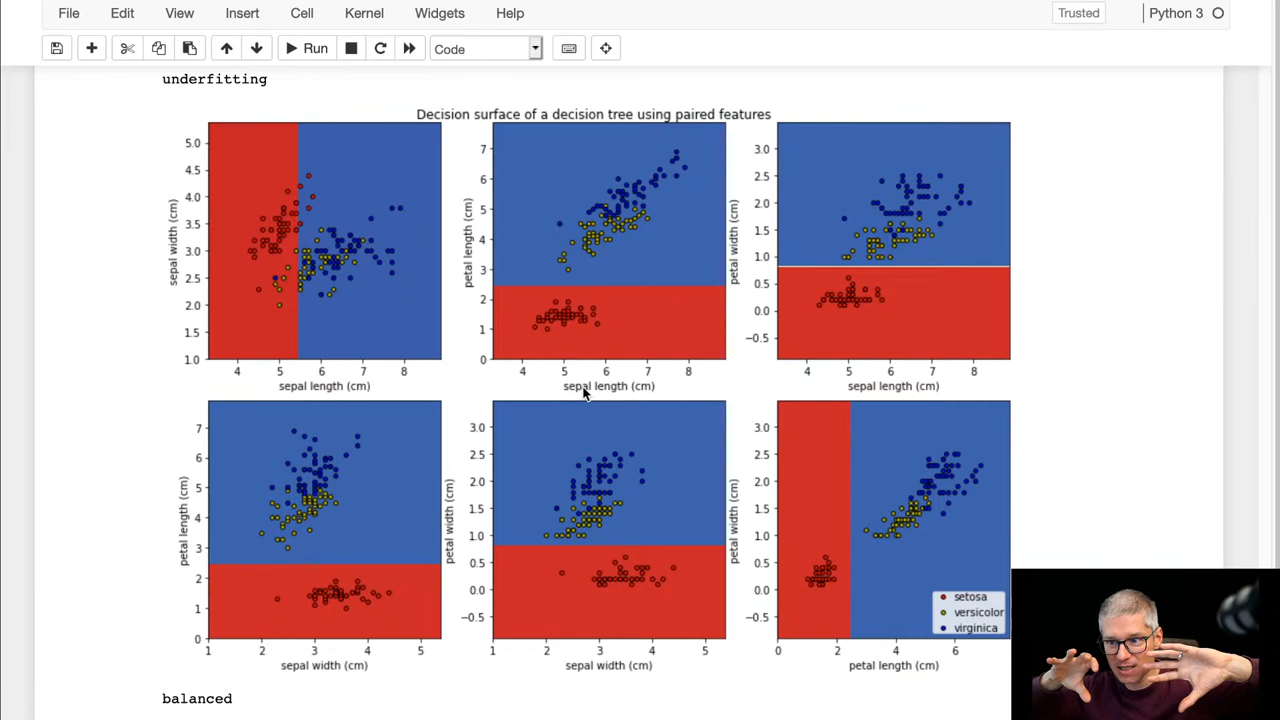 File Edit View Insert Cell Kernel Widgets Help Trusted Python 3
Run Code
underfitting
Decision surface of a decision tree using paired features
5.0 4.5 4.0 3.5 3.0 2.5 2.0 1.5 1.0
sepal width (cm)
4 5 6 7 8
sepal length (cm)
7 6 5 4 3 2 1 0
petal length (cm)
4 5 6 7 8
sepal length (cm)
3.0 2.5 2.0 1.5 1.0 0.5 0.0 −0.5
petal width (cm)
4 5 6 7 8
sepal length (cm)
7 6 5 4 3 2 1 0
petal length (cm)
1 2 3 4 5
sepal width (cm)
3.0 2.5 2.0 1.5 1.0 0.5 0.0 −0.5
petal width (cm)
1 2 3 4 5
sepal width (cm)
3.0 2.5 2.0 1.5 1.0 0.5 0.0 −0.5
petal width (cm)
0 2 4 6
petal length (cm)
setosa
versicolor
virginica
balanced